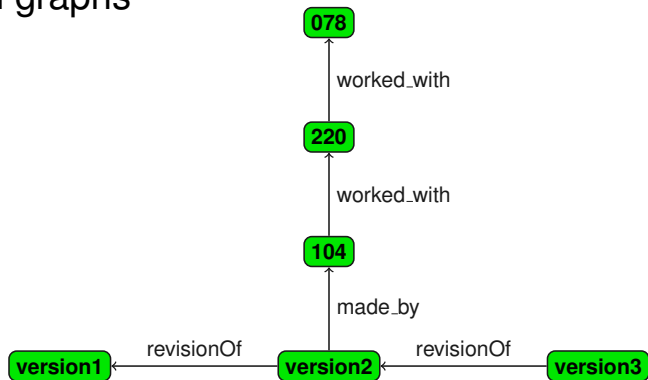 graphs
078
worked_with
220
worked_with
104
made_by
revisionOf
revisionOf
version1
version2
version3